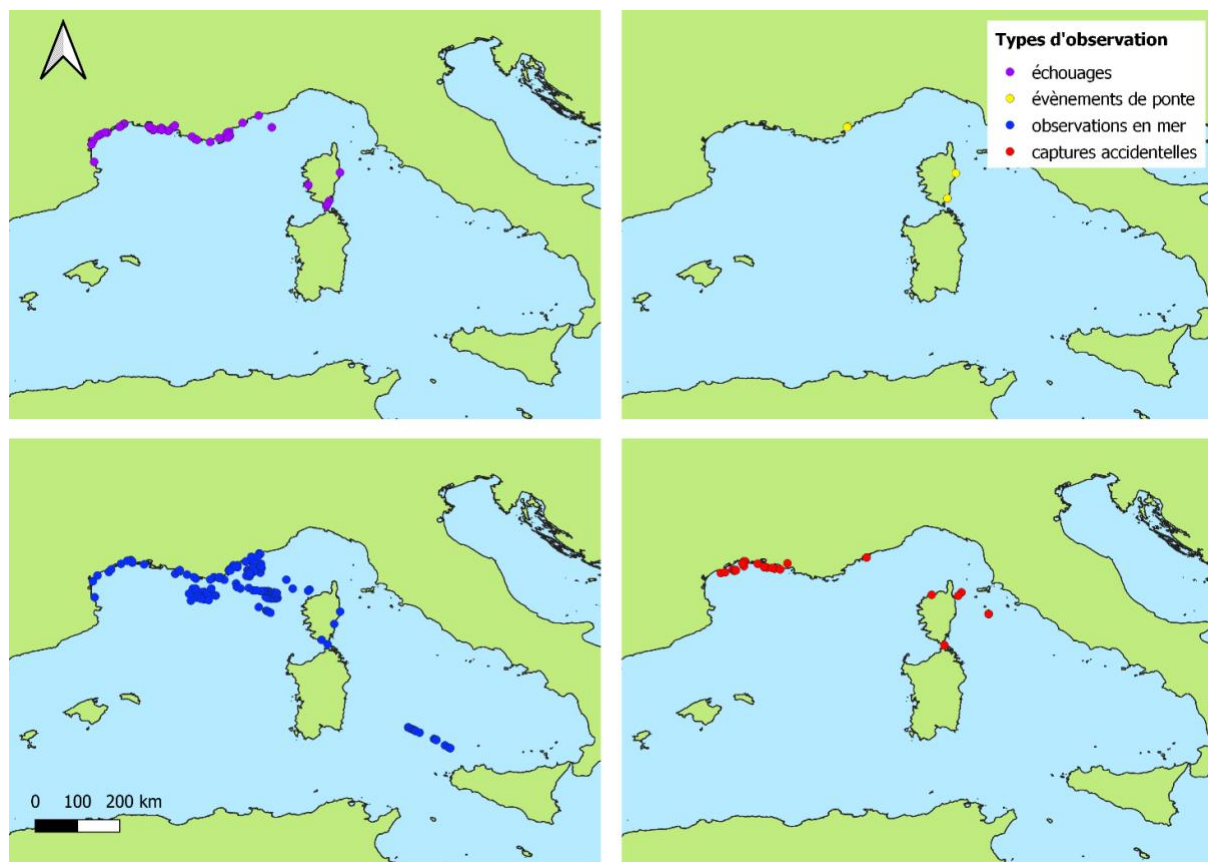 Types d'observation
échouages
évènements de ponte
observations en mer
captures accidentelles
0 100 200 km